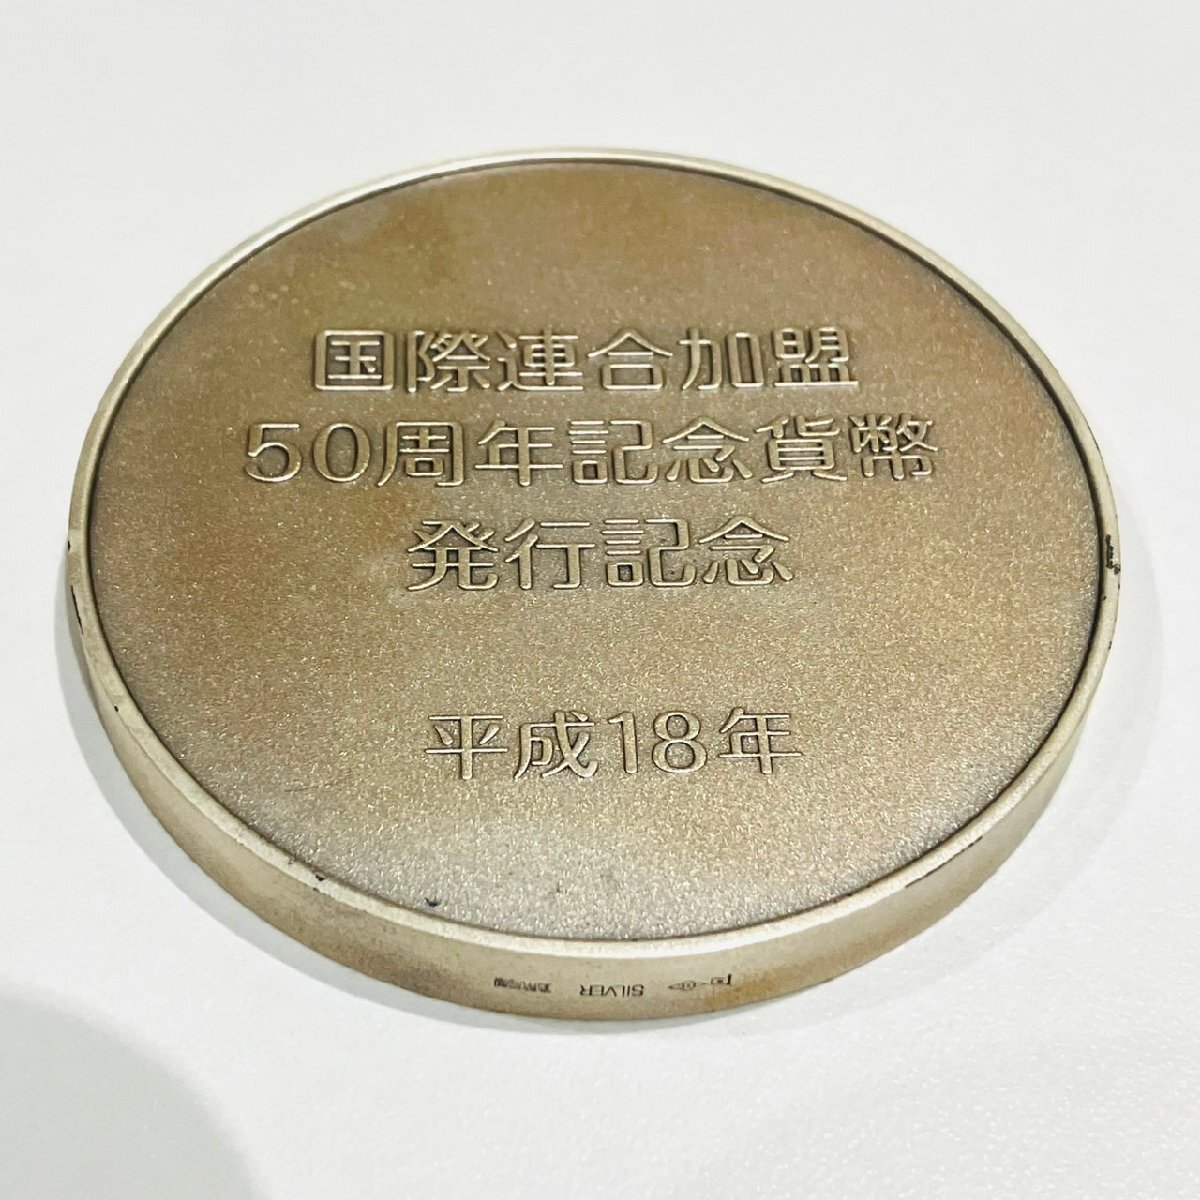 国際連合加盟
50周年記念貨幣
発行記念
平成18年
SILVER